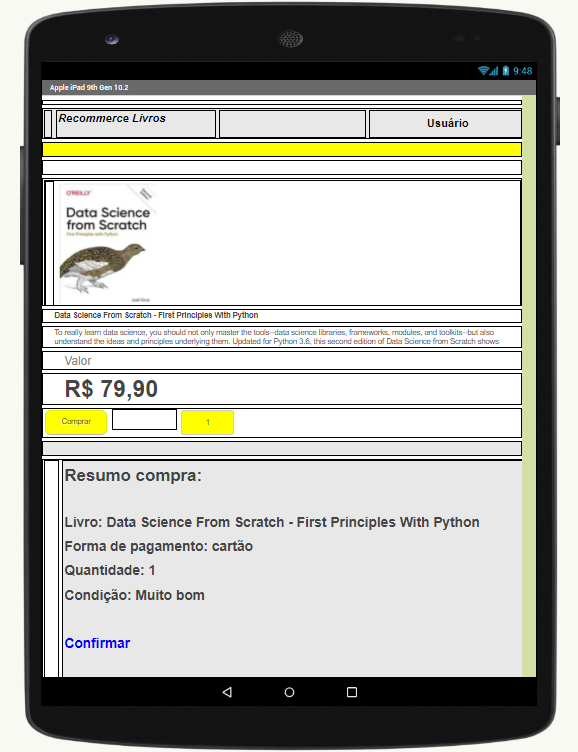 9:48
Apple iPad 9th Gen 10.2
Recommerce Livros
Usuário
O'REILLY
Data Science
from Scratch
First Principles with Python
Joel Grus
Data Science From Scratch - First Principles With Python
To really learn data science, you should not only master the tools--data science libraries, frameworks, modules, and toolkits--but also
understand the ideas and principles underlying them. Updated for Python 3.6, this second edition of Data Science from Scratch shows
Valor
R$ 79,90
Comprar
1
Resumo compra:
Livro: Data Science From Scratch - First Principles With Python
Forma de pagamento: cartão
Quantidade: 1
Condição: Muito bom
Confirmar